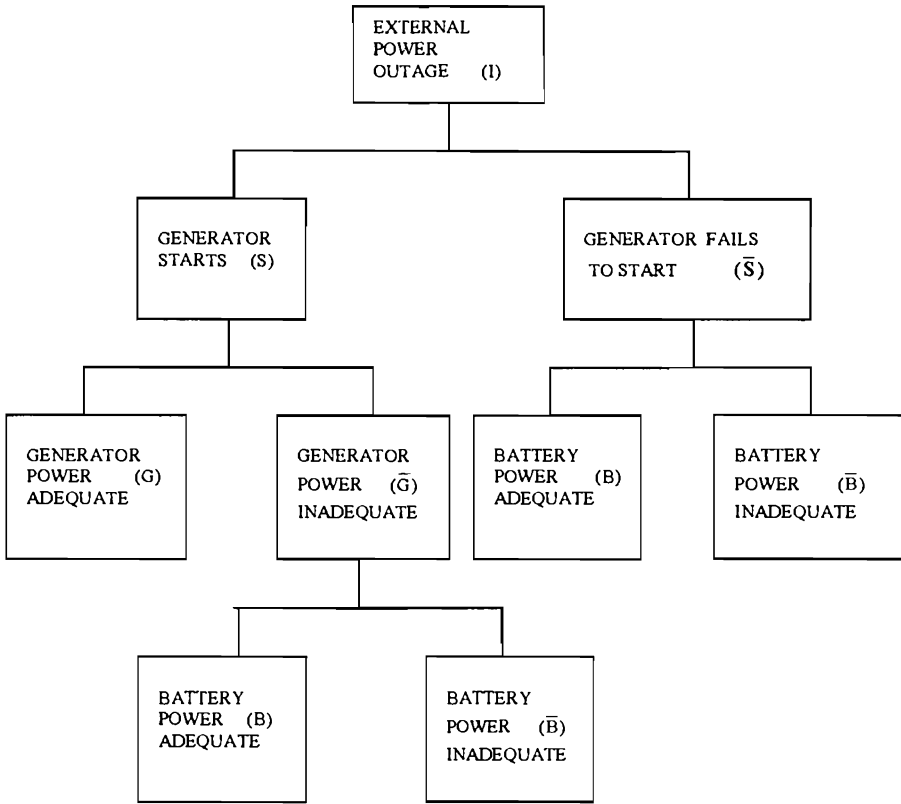 EXTERNAL
POWER
OUTAGE (I)
GENERATOR
STARTS (S)
GENERATOR FAILS
TO START (S̅)
GENERATOR
POWER (G)
ADEQUATE
GENERATOR
POWER (G̃)
INADEQUATE
BATTERY
POWER (B)
ADEQUATE
BATTERY
POWER (B̅)
INADEQUATE
BATTERY
POWER (B)
ADEQUATE
BATTERY
POWER (B̅)
INADEQUATE